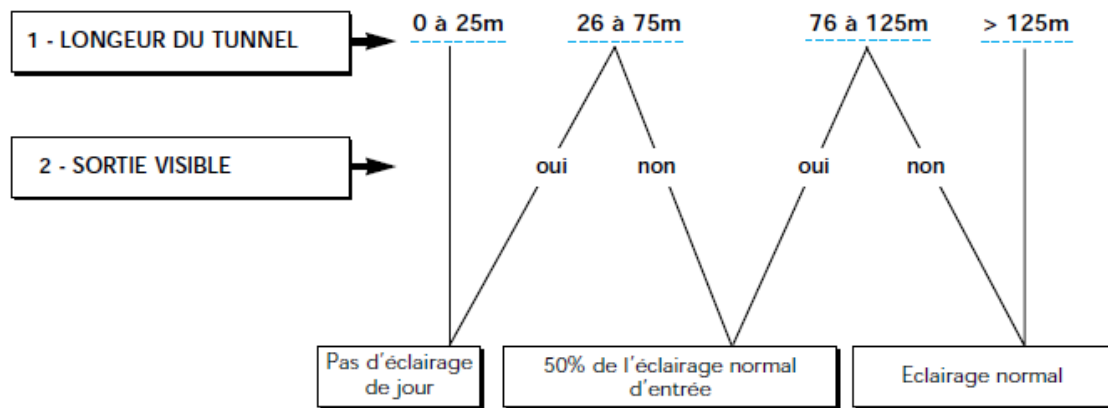 1 - LONGEUR DU TUNNEL
0 à 25m
26 à 75m
76 à 125m
> 125m
2 - SORTIE VISIBLE
oui
non
oui
non
Pas d'éclairage
de jour
50% de l'éclairage normal
d'entrée
Eclairage normal